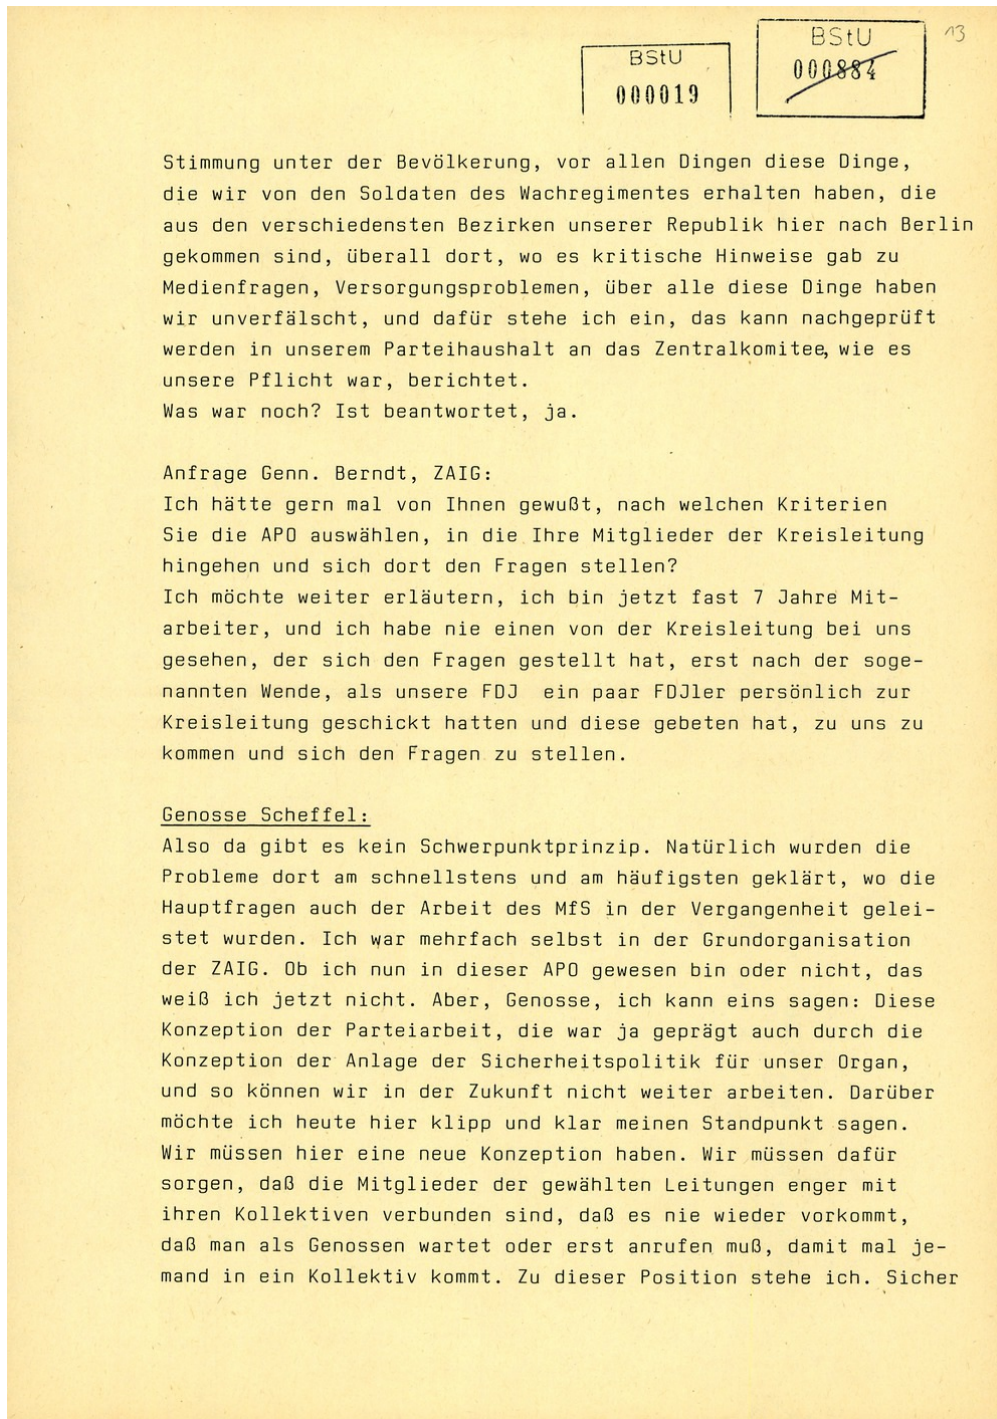 13
BStU
000884
BStU
000019
Stimmung unter der Bevölkerung, vor allen Dingen diese Dinge,
die wir von den Soldaten des Wachregimentes erhalten haben, die
aus den verschiedensten Bezirken unserer Republik hier nach Berlin
gekommen sind, überall dort, wo es kritische Hinweise gab zu
Medienfragen, Versorgungsproblemen, über alle diese Dinge haben
wir unverfälscht, und dafür stehe ich ein, das kann nachgeprüft
werden in unserem Parteihaushalt an das Zentralkomitee, wie es
unsere Pflicht war, berichtet.
Was war noch? Ist beantwortet, ja.
Anfrage Genn. Berndt, ZAIG:
Ich hätte gern mal von Ihnen gewußt, nach welchen Kriterien
Sie die APO auswählen, in die Ihre Mitglieder der Kreisleitung
hingehen und sich dort den Fragen stellen?
Ich möchte weiter erläutern, ich bin jetzt fast 7 Jahre Mit-
arbeiter, und ich habe nie einen von der Kreisleitung bei uns
gesehen, der sich den Fragen gestellt hat, erst nach der soge-
nannten Wende, als unsere FDJ ein paar FDJler persönlich zur
Kreisleitung geschickt hatten und diese gebeten hat, zu uns zu
kommen und sich den Fragen zu stellen.
Genosse Scheffel:
Also da gibt es kein Schwerpunktprinzip. Natürlich wurden die
Probleme dort am schnellstens und am häufigsten geklärt, wo die
Hauptfragen auch der Arbeit des MfS in der Vergangenheit gelei-
stet wurden. Ich war mehrfach selbst in der Grundorganisation
der ZAIG. Ob ich nun in dieser APO gewesen bin oder nicht, das
weiß ich jetzt nicht. Aber, Genosse, ich kann eins sagen: Diese
Konzeption der Parteiarbeit, die war ja geprägt auch durch die
Konzeption der Anlage der Sicherheitspolitik für unser Organ,
und so können wir in der Zukunft nicht weiter arbeiten. Darüber
möchte ich heute hier klipp und klar meinen Standpunkt sagen.
Wir müssen hier eine neue Konzeption haben. Wir müssen dafür
sorgen, daß die Mitglieder der gewählten Leitungen enger mit
ihren Kollektiven verbunden sind, daß es nie wieder vorkommt,
daß man als Genossen wartet oder erst anrufen muß, damit mal je-
mand in ein Kollektiv kommt. Zu dieser Position stehe ich. Sicher